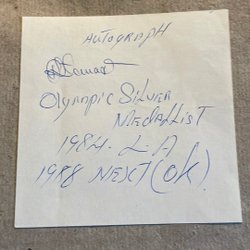 AUTOGRAPH
Olympic Silver
Medallist
1984. L.A
1988 NEXT (ok)